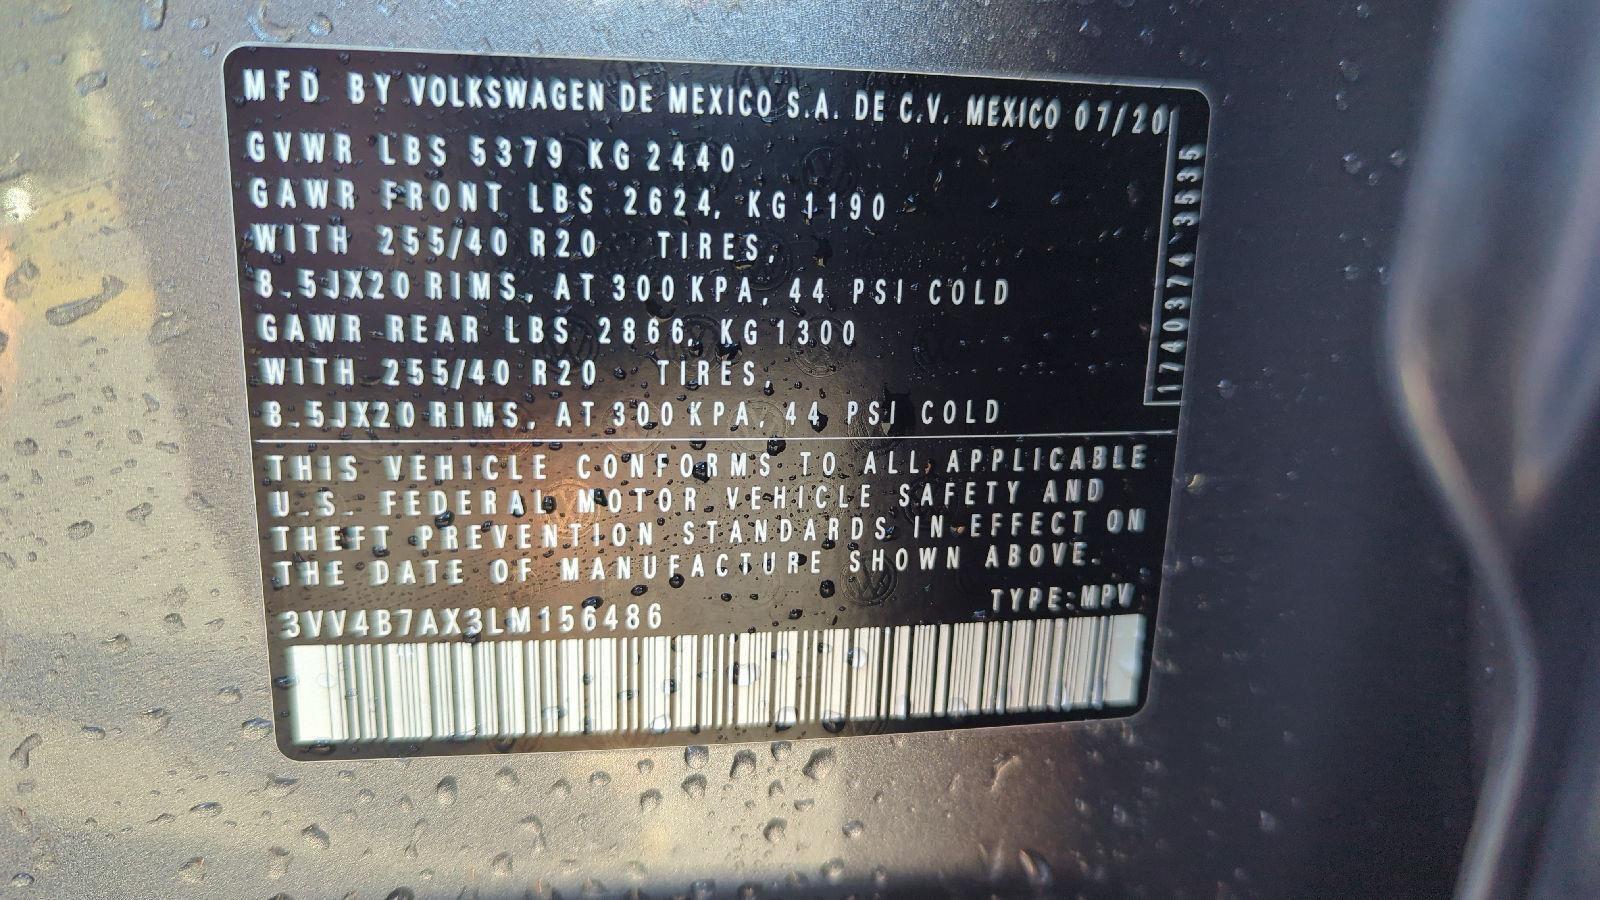 MFD BY VOLKSWAGEN DE MEXICO S.A. DE C.V. MEXICO 07/20
GVWR LBS 5379 KG 2440
GAWR FRONT LBS 2624, KG 1190
WITH 255/40 R20 TIRES,
8.5JX20 RIMS, AT 300 KPA, 44 PSI COLD
GAWR REAR LBS 2866, KG 1300
WITH 255/40 R20 TIRES,
8.5JX20 RIMS, AT 300 KPA, 44 PSI COLD
1740374 3535
THIS VEHICLE CONFORMS TO ALL APPLICABLE
U.S. FEDERAL MOTOR VEHICLE SAFETY AND
THEFT PREVENTION STANDARDS IN EFFECT ON
THE DATE OF MANUFACTURE SHOWN ABOVE.
TYPE:MPV
3VV4B7AX3LM156486